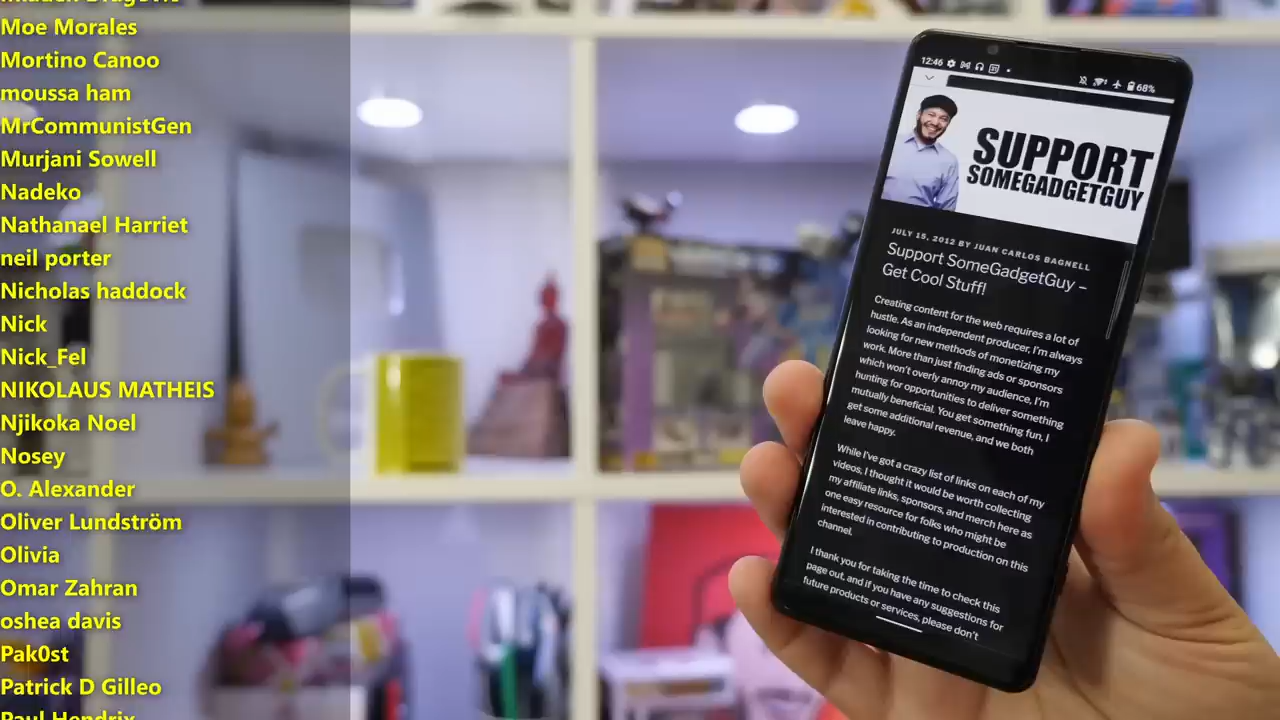 Moe Morales
Mortino Canoo
moussa ham
MrCommunistGen
Murjani Sowell
Nadeko
Nathanael Harriet
neil porter
Nicholas haddock
Nick
Nick_Fel
NIKOLAUS MATHEIS
Njikoka Noel
Nosey
O. Alexander
Oliver Lundström
Olivia
Omar Zahran
oshea davis
Pak0st
Patrick D Gilleo
Paul Hendrix
12:46
68%
SUPPORT
SOMEGADGETGUY
JULY 15, 2012 BY JUAN CARLOS BAGNELL
Support SomeGadgetGuy –
Get Cool Stuff!
Creating content for the web requires a lot of
hustle. As an independent producer, I'm always
looking for new methods of monetizing my
work. More than just finding ads or sponsors
which won't overly annoy my audience, I'm
hunting for opportunities to deliver something
mutually beneficial. You get something fun, I
get some additional revenue, and we both
leave happy.
While I've got a crazy list of links on each of my
videos, I thought it would be worth collecting
my affiliate links, sponsors, and merch here as
one easy resource for folks who might be
interested in contributing to production on this
channel.
I thank you for taking the time to check this
page out, and if you have any suggestions for
future products or services, please don't